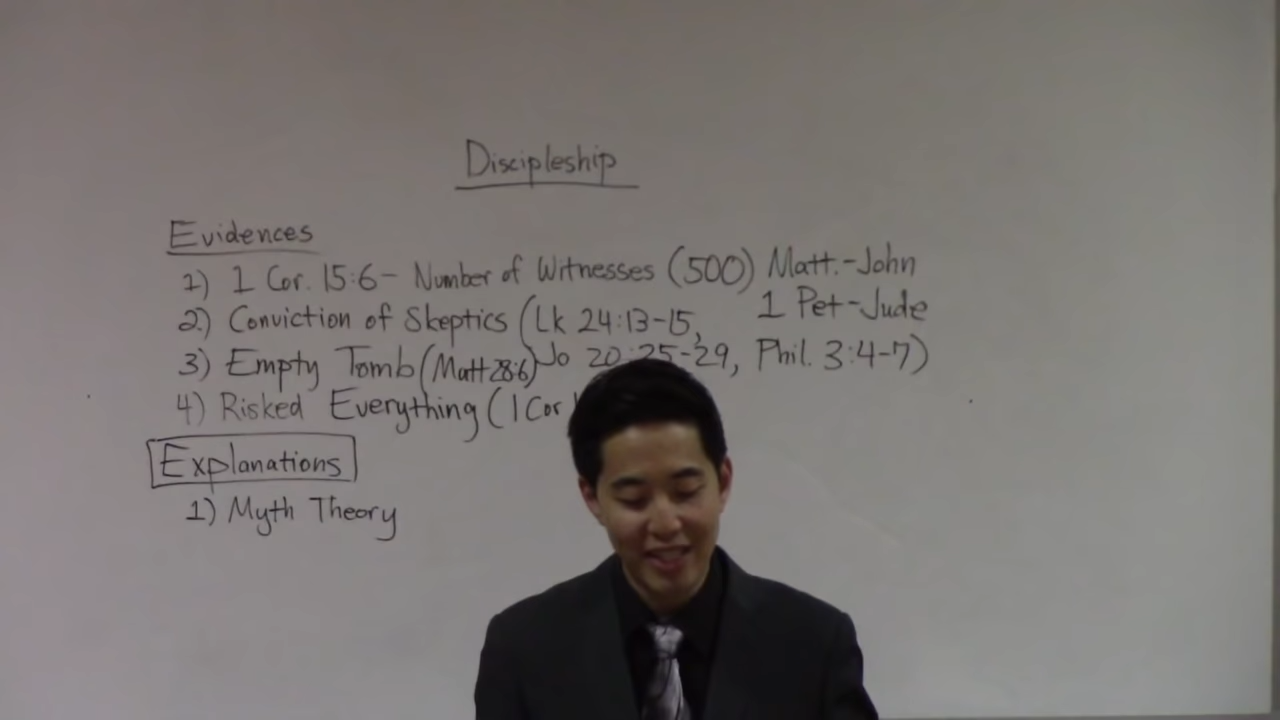 Discipleship
Evidences
1) 1 Cor. 15:6- Number of Witnesses (500) Matt.-John
1 Pet-Jude
2) Conviction of Skeptics (Lk 24:13-15,
Jo 20:25-29, Phil. 3:4-7)
3) Empty Tomb (Matt 28:6)
4) Risked Everything (1 Cor
Explanations
1) Myth Theory